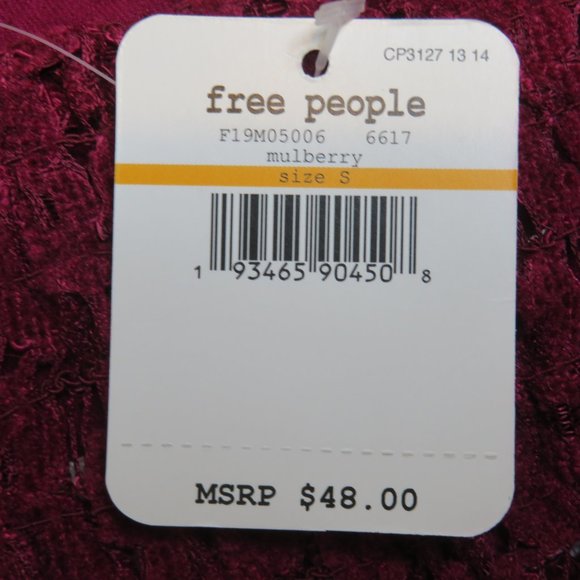 CP3127 13 14
free people
F19M05006 6617
mulberry
size S
1 93465 90450 8
MSRP $48.00